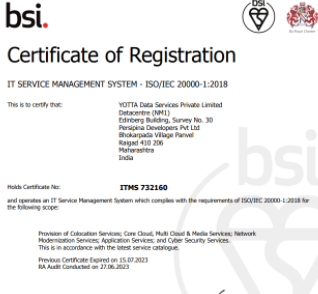 bsi.
Certificate of Registration
IT SERVICE MANAGEMENT SYSTEM - ISO/IEC 20000-1:2018
This is to certify that:
YOTTA Data Services Private Limited
Datacentre (NM1)
Edinberg Building, Survey No. 30
Persipina Developers Pvt Ltd
Bhokarpada Village Panvel
Raigad 410 206
Maharashtra
India
Holds Certificate No:
ITMS 732160
and operates an IT Service Management System which complies with the requirements of ISO/IEC 20000-1:2018 for
the following scope:
Provision of Colocation Services; Core Cloud, Multi Cloud & Media Services; Network
Modernization Services; Application Services; and Cyber Security Services.
This is in accordance with the latest service catalogue.
Previous Certificate Expired on 15.07.2023
RA Audit Conducted on 27.06.2023
bsi